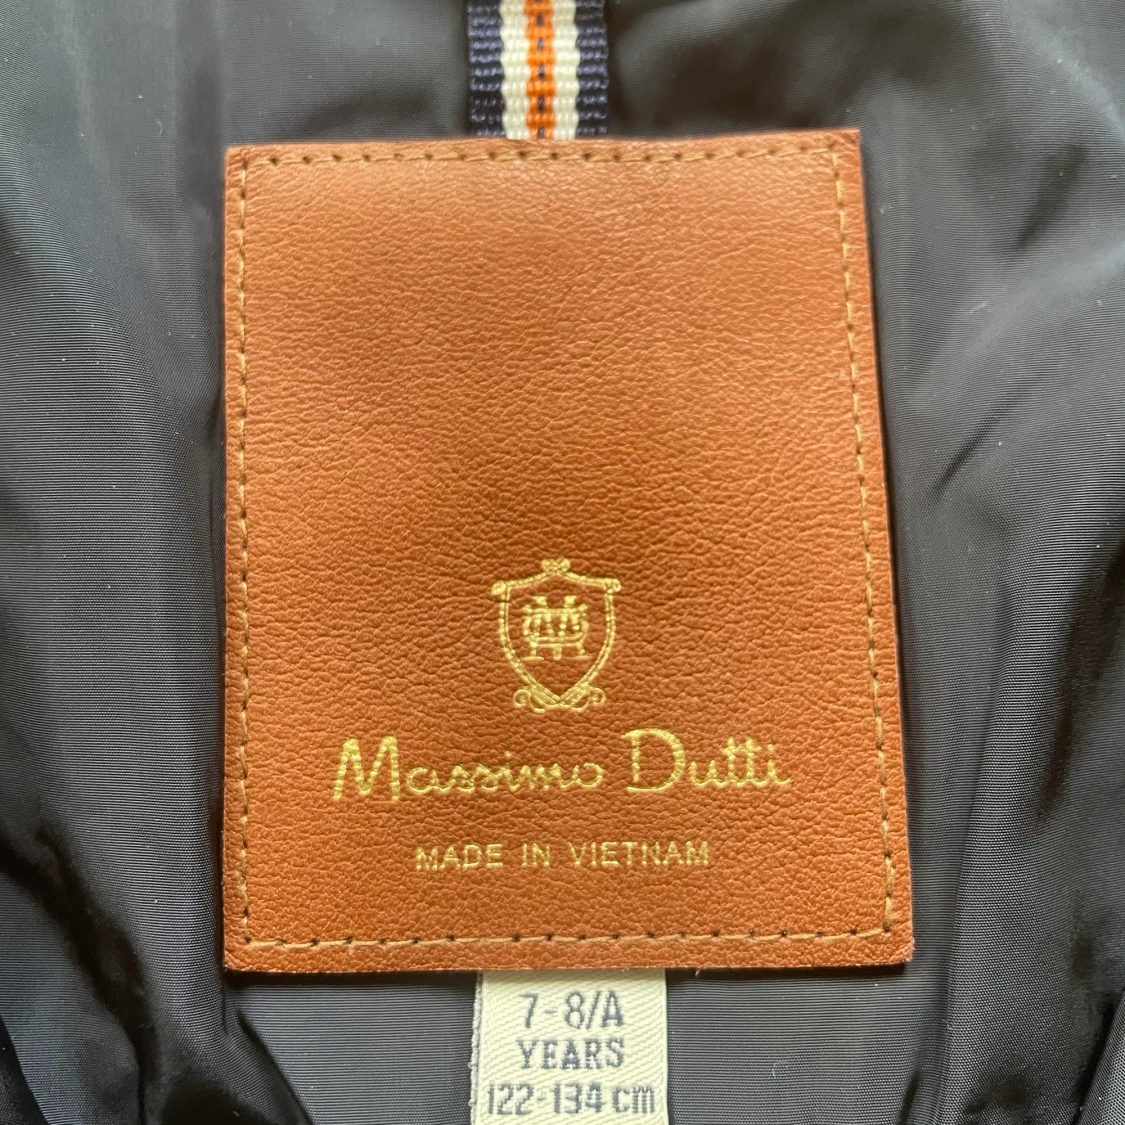 Massimo Dutti
MADE IN VIETNAM
7-8/A
YEARS
122-134 cm